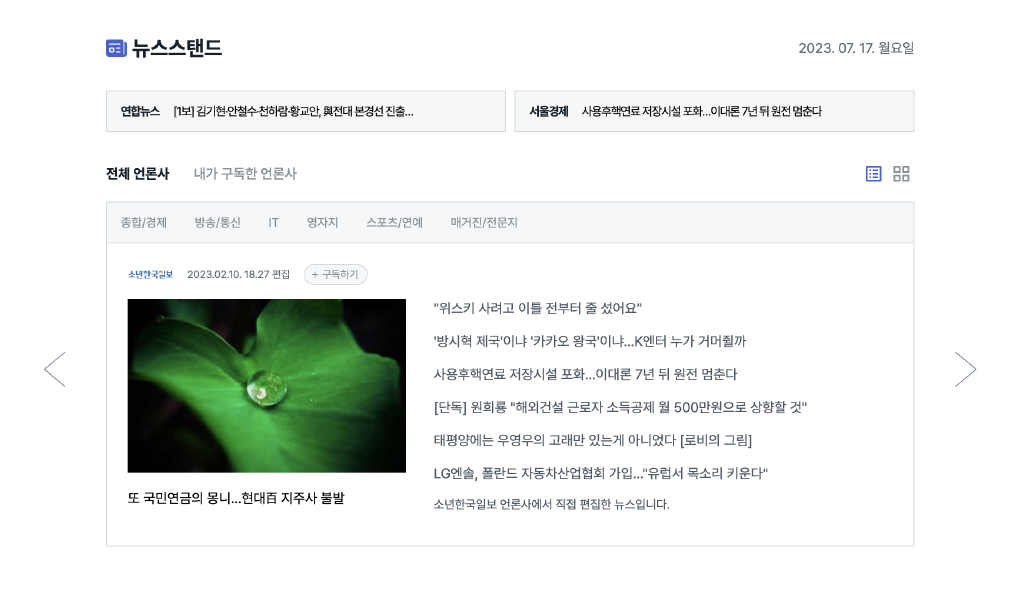 뉴스스탠드
2023. 07. 17. 월요일
연합뉴스 [1보] 김기현·안철수·천하람·황교안, 與전대 본경선 진출...
서울경제 사용후핵연료 저장시설 포화...이대론 7년 뒤 원전 멈춘다
전체 언론사 내가 구독한 언론사
종합/경제 방송/통신 IT 영자지 스포츠/연예 매거진/전문지
소년한국일보 2023.02.10. 18.27 편집 + 구독하기
또 국민연금의 몽니...현대百 지주사 불발
"위스키 사려고 이틀 전부터 줄 섰어요"
'방시혁 제국'이냐 '카카오 왕국'이냐...K엔터 누가 거머쥘까
사용후핵연료 저장시설 포화...이대론 7년 뒤 원전 멈춘다
[단독] 원희룡 "해외건설 근로자 소득공제 월 500만원으로 상향할 것"
태평양에는 우영우의 고래만 있는게 아니었다 [로비의 그림]
LG엔솔, 폴란드 자동차산업협회 가입..."유럽서 목소리 키운다"
소년한국일보 언론사에서 직접 편집한 뉴스입니다.